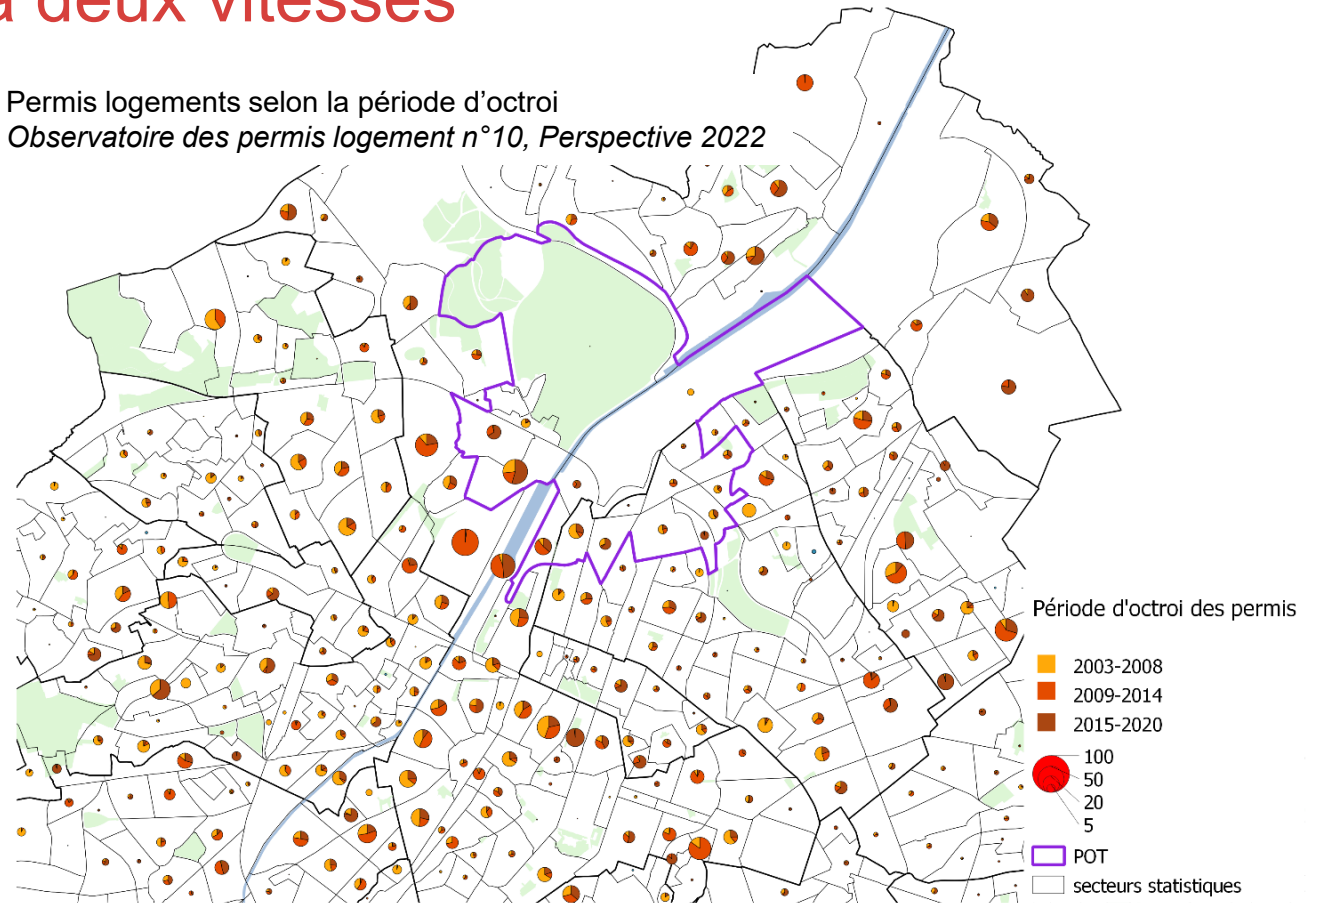 à deux vitesses
Permis logements selon la période d'octroi
Observatoire des permis logement n°10, Perspective 2022
Période d'octroi des permis
2003-2008
2009-2014
2015-2020
100
50
20
5
POT
secteurs statistiques